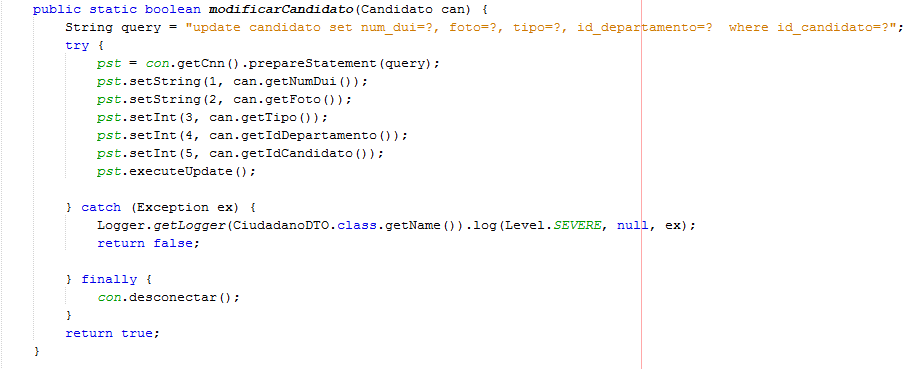 public static boolean modificarCandidato(Candidato can) {
String query = "update candidato set num_dui=?, foto=?, tipo=?, id_departamento=?  where id_candidato=?";
try {
pst = con.getCnn().prepareStatement(query);
pst.setString(1, can.getNumDui());
pst.setString(2, can.getFoto());
pst.setInt(3, can.getTipo());
pst.setInt(4, can.getIdDepartamento());
pst.setInt(5, can.getIdCandidato());
pst.executeUpdate();
} catch (Exception ex) {
Logger.getLogger(CiudadanoDTO.class.getName()).log(Level.SEVERE, null, ex);
return false;
} finally {
con.desconectar();
}
return true;
}